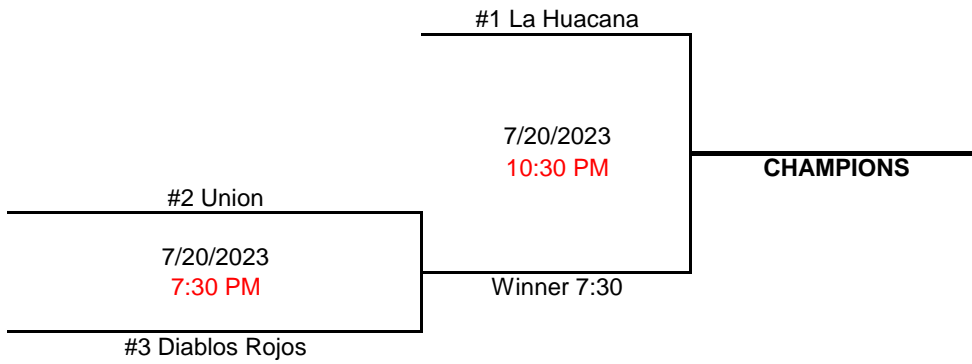 #1 La Huacana
7/20/2023
10:30 PM
CHAMPIONS
#2 Union
7/20/2023
7:30 PM
Winner 7:30
#3 Diablos Rojos